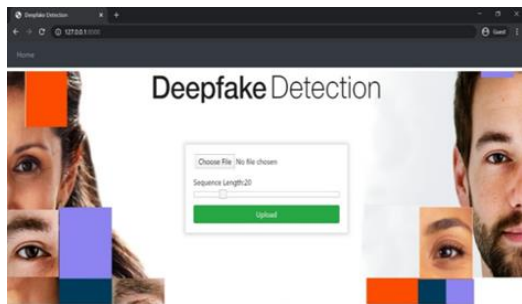 Deepfake Detection
127.0.0.1:8000
Guest
Home
Deepfake Detection
Choose File No file chosen
Sequence Length:20
Upload